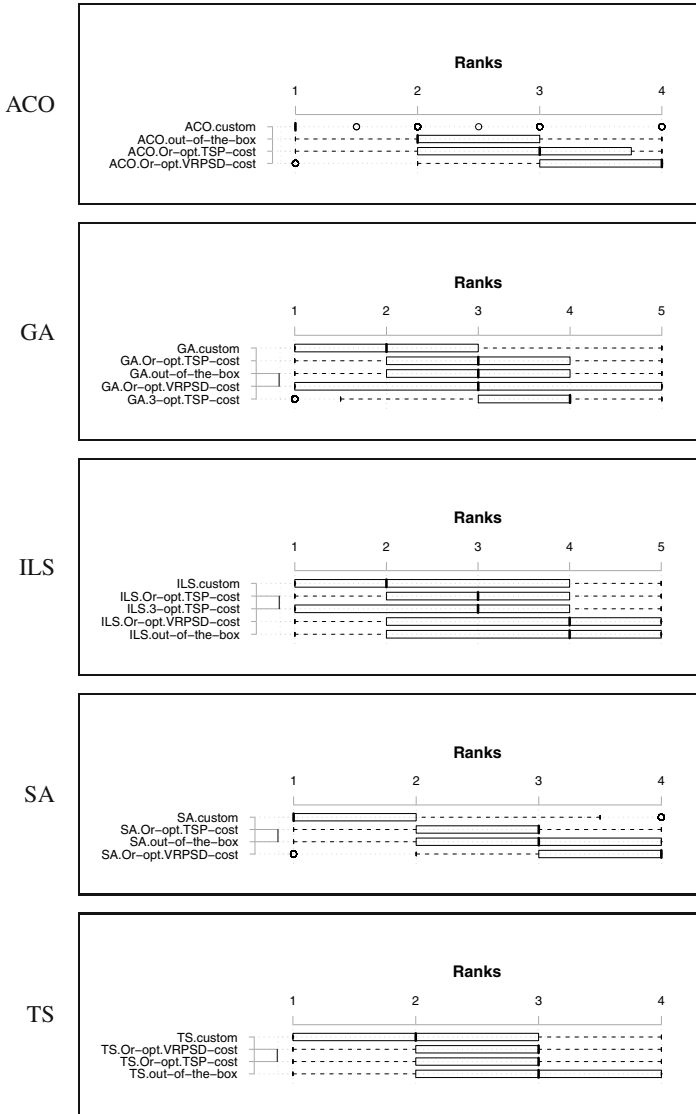 ACO
Ranks
1 2 3 4
ACO.custom
ACO.out-of-the-box
ACO.Or-opt.TSP-cost
ACO.Or-opt.VRPSD-cost
GA
Ranks
1 2 3 4 5
GA.custom
GA.Or-opt.TSP-cost
GA.out-of-the-box
GA.Or-opt.VRPSD-cost
GA.3-opt.TSP-cost
ILS
Ranks
1 2 3 4 5
ILS.custom
ILS.Or-opt.TSP-cost
ILS.3-opt.TSP-cost
ILS.Or-opt.VRPSD-cost
ILS.out-of-the-box
SA
Ranks
1 2 3 4
SA.custom
SA.Or-opt.TSP-cost
SA.out-of-the-box
SA.Or-opt.VRPSD-cost
TS
Ranks
1 2 3 4
TS.custom
TS.Or-opt.VRPSD-cost
TS.Or-opt.TSP-cost
TS.out-of-the-box